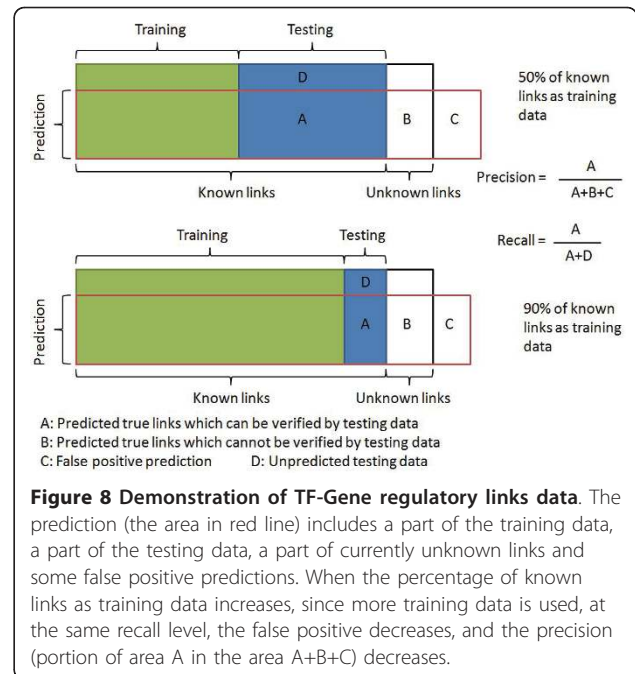 Training Testing
D
50% of known
links as training
data
Prediction
A B C
Precision = A
A+B+C
Known links Unknown links
Recall = A
A+D
Training Testing
D
Prediction
A B C
90% of known
links as training
data
Known links Unknown links
A: Predicted true links which can be verified by testing data
B: Predicted true links which cannot be verified by testing data
C: False positive prediction D: Unpredicted testing data
Figure 8 Demonstration of TF-Gene regulatory links data. The
prediction (the area in red line) includes a part of the training data,
a part of the testing data, a part of currently unknown links and
some false positive predictions. When the percentage of known
links as training data increases, since more training data is used, at
the same recall level, the false positive decreases, and the precision
(portion of area A in the area A+B+C) decreases.